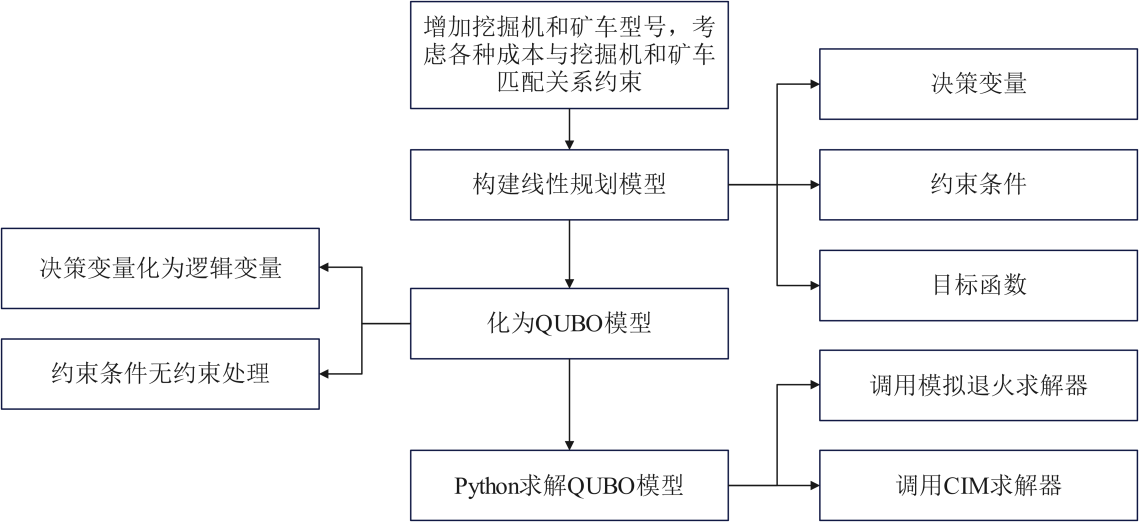 增加挖掘机和矿车型号，考
虑各种成本与挖掘机和矿车
匹配关系约束
决策变量
构建线性规划模型
约束条件
决策变量化为逻辑变量
目标函数
化为QUBO模型
约束条件无约束处理
调用模拟退火求解器
Python求解QUBO模型
调用CIM求解器